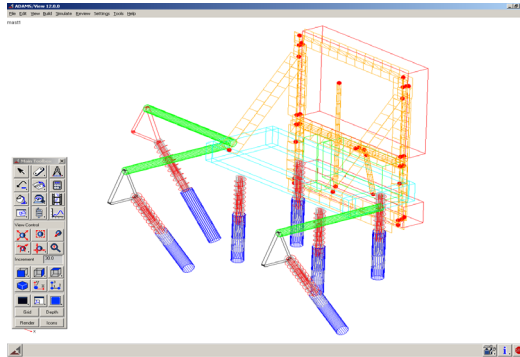 ADAMS/View 12.0.0
File Edit View Build Simulate Review Settings Tools Help
mast1
Main Toolbox
View Control
Increment 30.0
Grid Depth
Render Icons